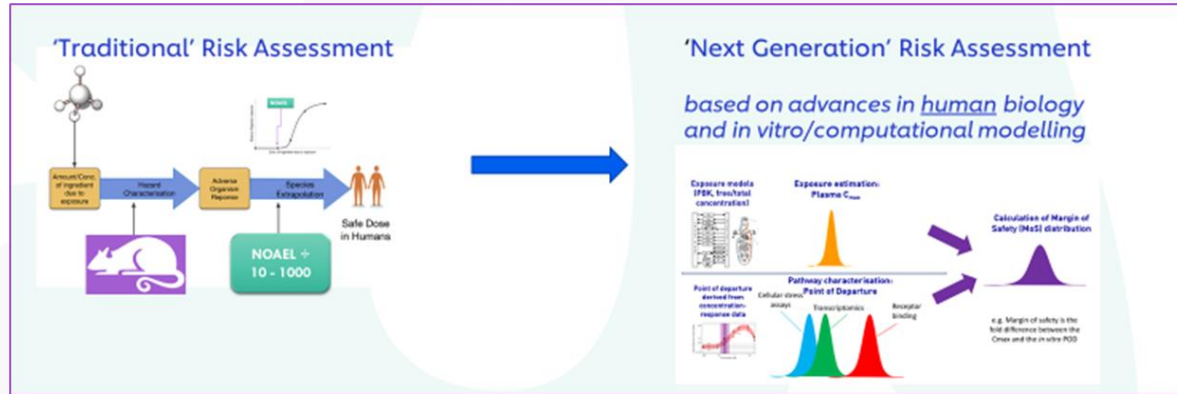 'Traditional' Risk Assessment
NOAEL
Amount/Conc.
of ingredient
due to
exposure
Hazard
Characterisation
Adverse
Organism
Reponse
Species
Extrapolation
Safe Dose
in Humans
NOAEL ÷
10 - 1000
'Next Generation' Risk Assessment
based on advances in human biology
and in vitro/computational modelling
Exposure models
(PBK, free/total
concentration)
Exposure estimation:
Plasma Cmax
Calculation of Margin of
Safety (MoS) distribution
Point of departure
derived from
concentration-
response data
Pathway characterisation:
Point of Departure
Cellular stress
assays
Transcriptomics
Receptor
binding
e.g. Margin of safety is the
fold difference between the
Cmax and the in vitro POD